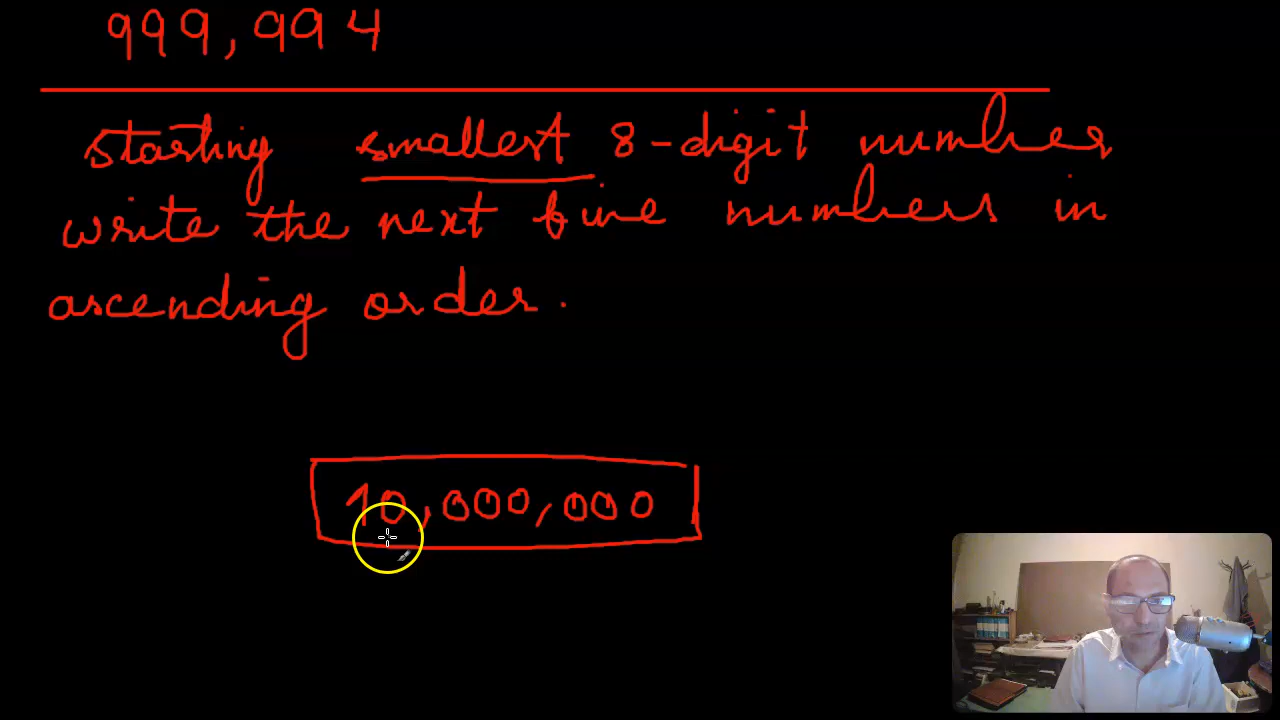 999,994
starting smallest 8-digit number
write the next five numbers in
ascending order.
10,000,000